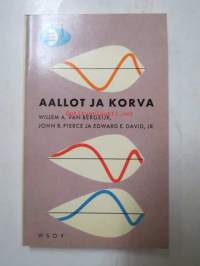 AALLOT JA KORVA
WILLEM A. VAN BERGEIJK,
JOHN R. PIERCE JA EDWARD E. DAVID, JR.
WSOY